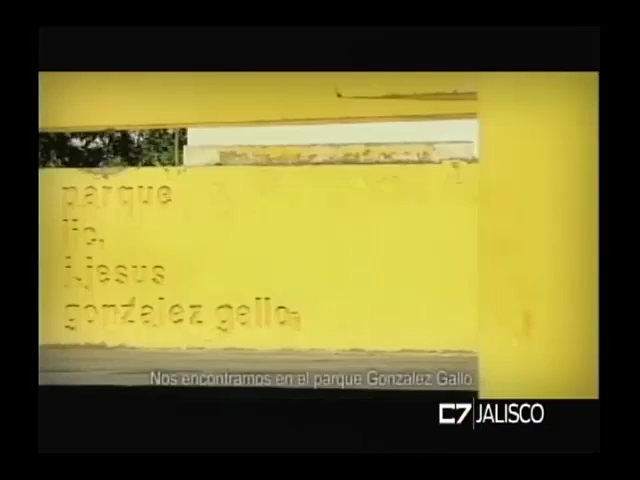 parque
lic.
j.jesus
gonzalez gallo
Nos encontramos en el parque Gonzalez Gallo
C7 JALISCO